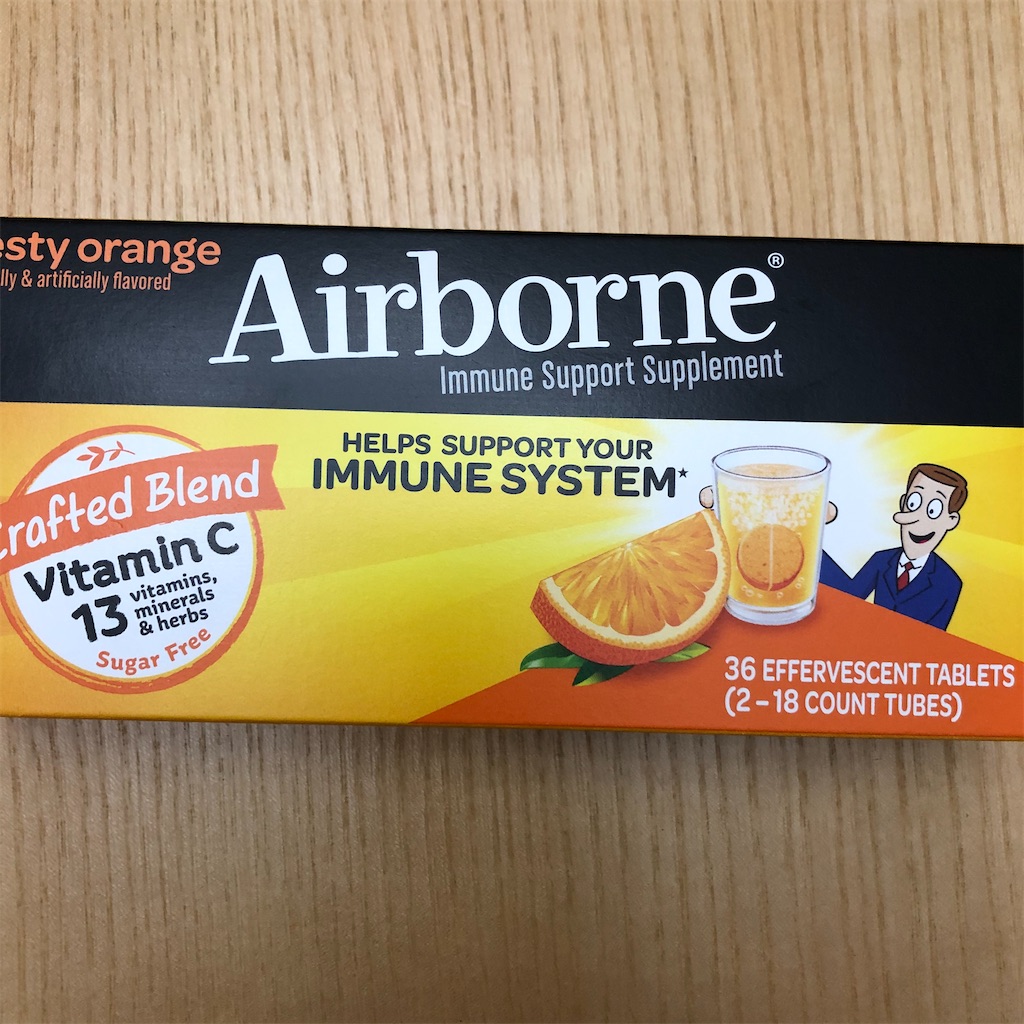 esty orange
lly & artificially flavored
Airborne®
Immune Support Supplement
HELPS SUPPORT YOUR
IMMUNE SYSTEM*
Crafted Blend
Vitamin C
13 vitamins,
minerals
& herbs
Sugar Free
36 EFFERVESCENT TABLETS
(2–18 COUNT TUBES)